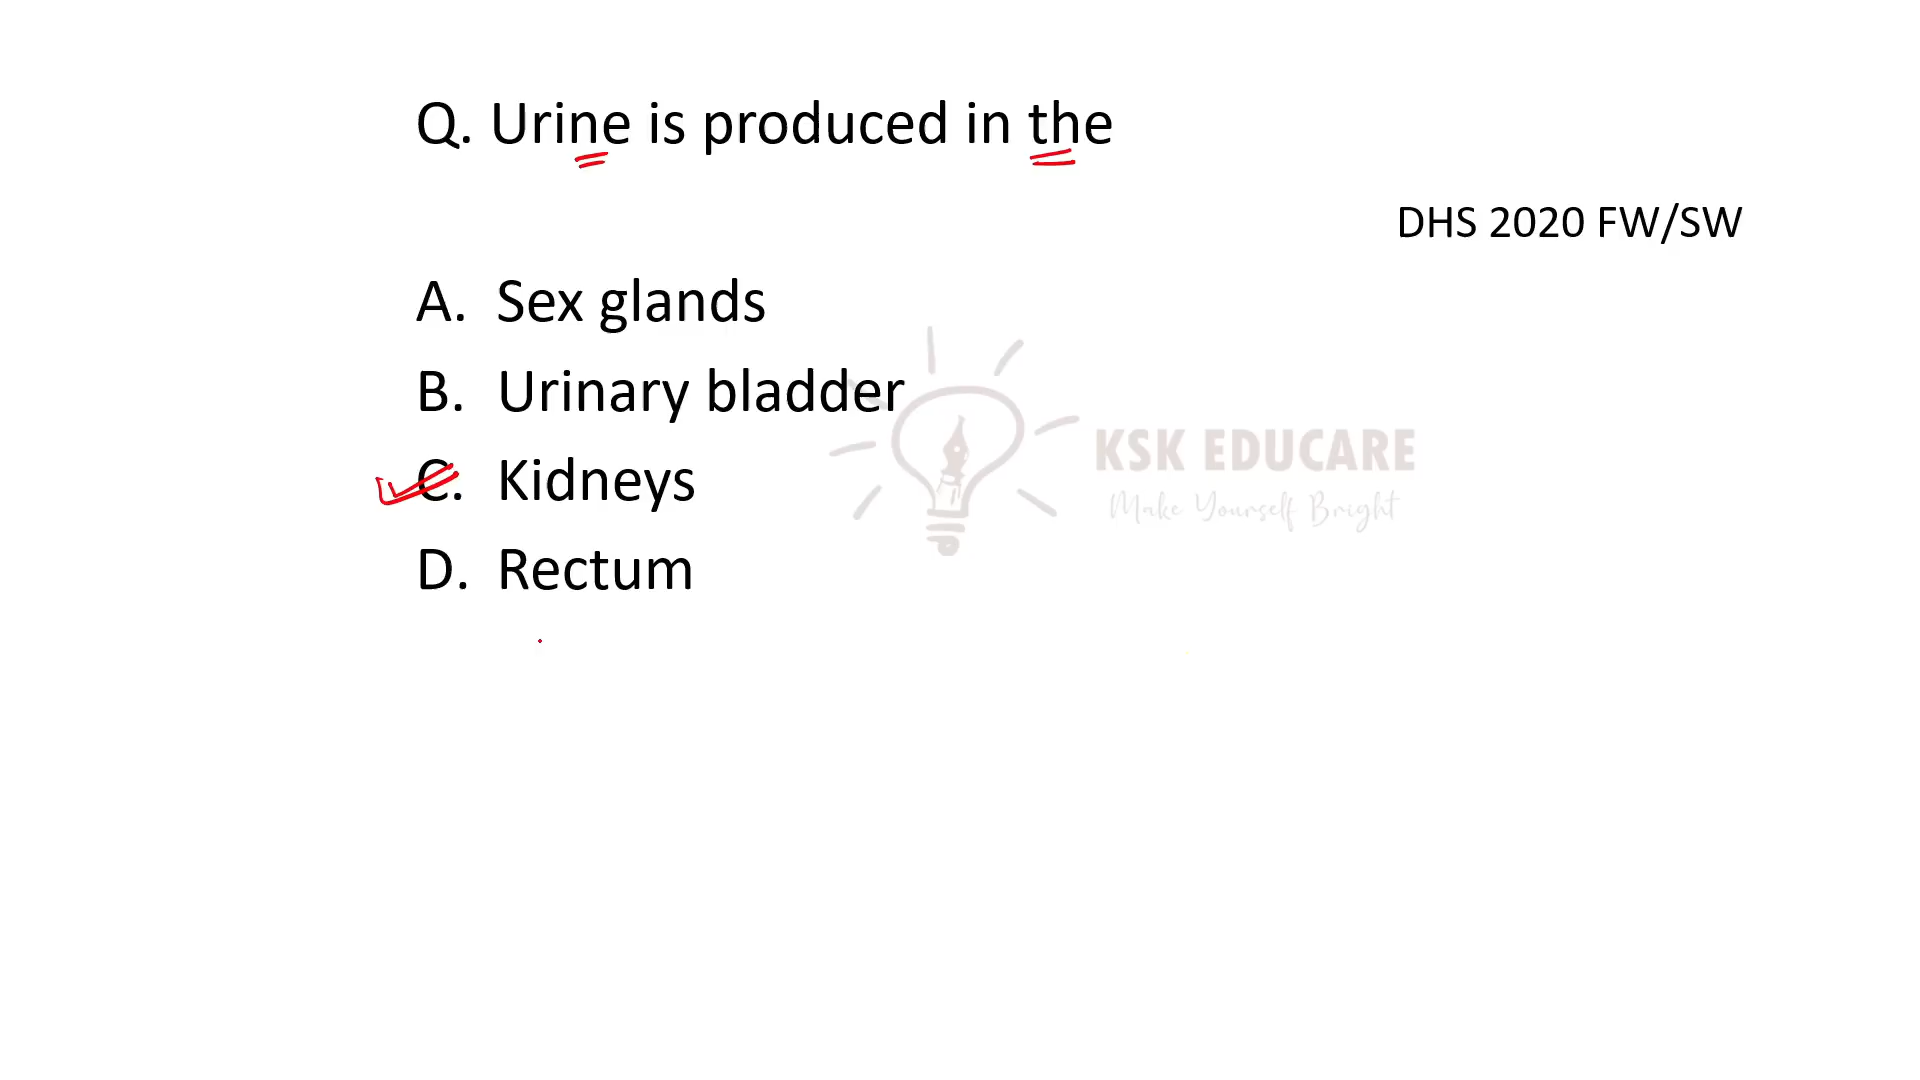 Q. Urine is produced in the
DHS 2020 FW/SW
A. Sex glands
B. Urinary bladder
C. Kidneys
D. Rectum
KSK EDUCARE
Make Yourself Bright